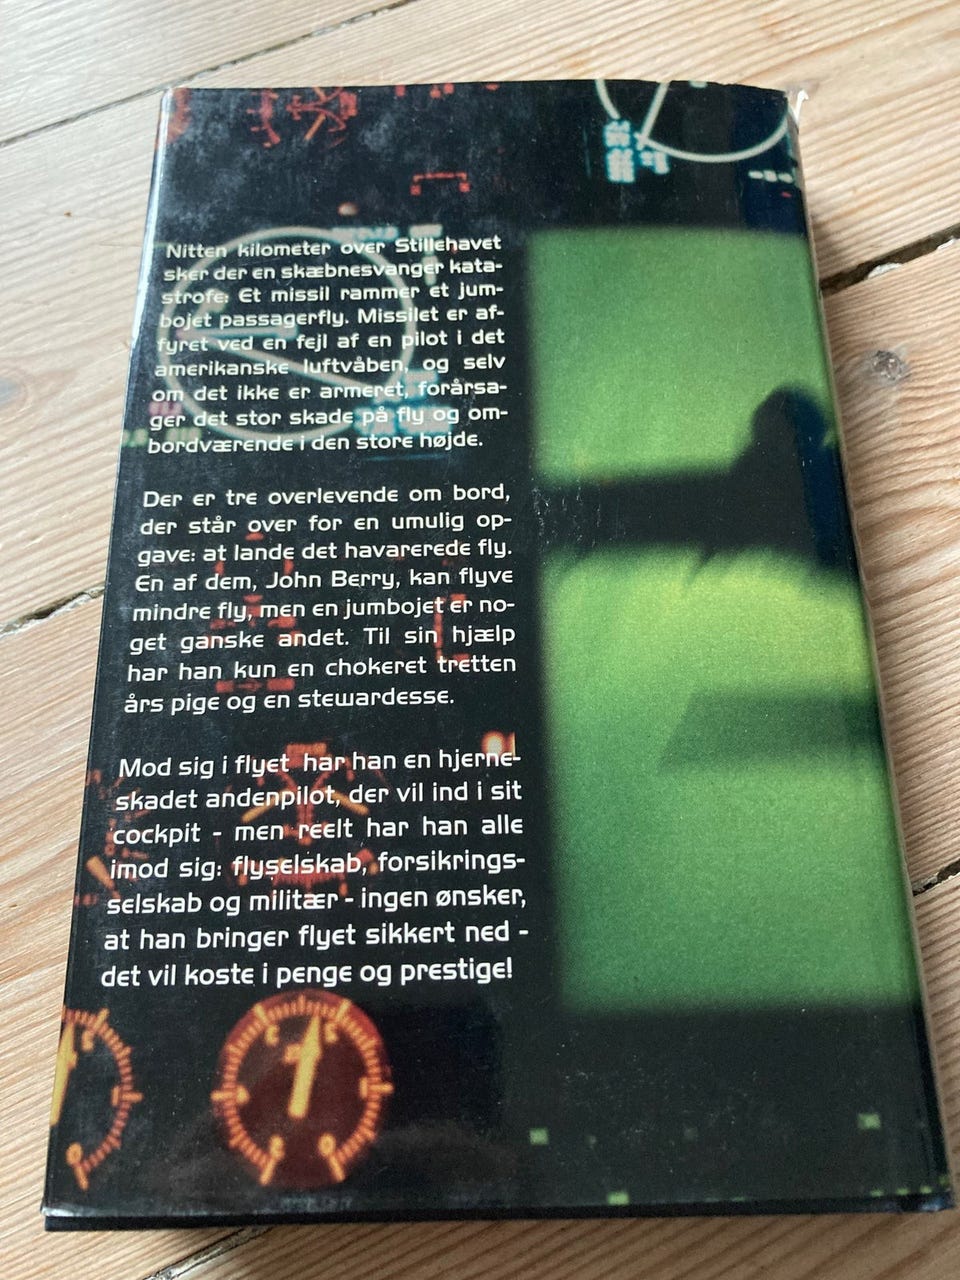 Nitten kilometer over Stillehavet
sker der en skæbnesvanger kata-
strofe: Et missil rammer et jum-
bojet passagerfly. Missilet er af-
fyret ved en fejl af en pilot i det
amerikanske luftvåben, og selv
om det ikke er armeret, forårsa-
ger det stor skade på fly og om-
bordværende i den store højde.
Der er tre overlevende om bord,
der står over for en umulig op-
gave: at lande det havarerede fly.
En af dem, John Berry, kan flyve
mindre fly, men en jumbojet er no-
get ganske andet. Til sin hjælp
har han kun en chokeret tretten
års pige og en stewardesse.
Mod sig i flyet har han en hjerne-
skadet andenpilot, der vil ind i sit
cockpit - men reelt har han alle
imod sig: flyselskab, forsikrings-
selskab og militær - ingen ønsker,
at han bringer flyet sikkert ned -
det vil koste i penge og prestige!